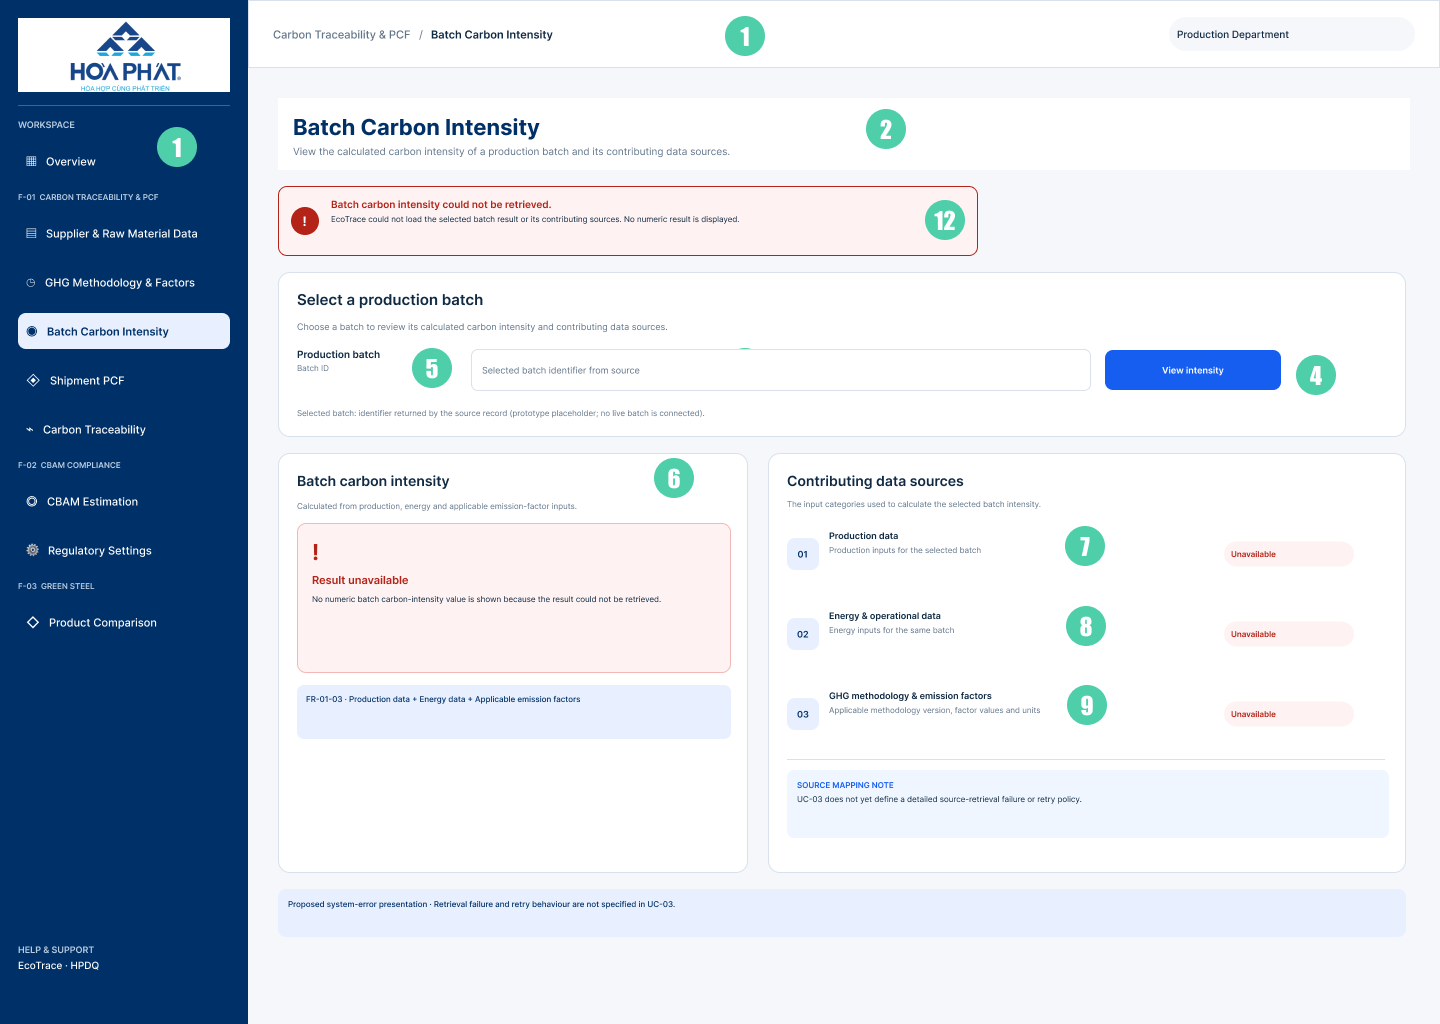 HÒA PHÁT
HÒA HỢP CÙNG PHÁT TRIỂN
WORKSPACE
1
Overview
F-01 CARBON TRACEABILITY & PCF
Supplier & Raw Material Data
GHG Methodology & Factors
Batch Carbon Intensity
Shipment PCF
Carbon Traceability
F-02 CBAM COMPLIANCE
CBAM Estimation
Regulatory Settings
F-03 GREEN STEEL
Product Comparison
HELP & SUPPORT
EcoTrace · HPDQ
Carbon Traceability & PCF / Batch Carbon Intensity
1
Production Department
Batch Carbon Intensity
2
View the calculated carbon intensity of a production batch and its contributing data sources.
!
Batch carbon intensity could not be retrieved.
EcoTrace could not load the selected batch result or its contributing sources. No numeric result is displayed.
12
Select a production batch
Choose a batch to review its calculated carbon intensity and contributing data sources.
Production batch
Batch ID
5
Selected batch identifier from source
View intensity
4
Selected batch: identifier returned by the source record (prototype placeholder; no live batch is connected).
Batch carbon intensity
6
Calculated from production, energy and applicable emission-factor inputs.
!
Result unavailable
No numeric batch carbon-intensity value is shown because the result could not be retrieved.
FR-01-03 · Production data + Energy data + Applicable emission factors
Contributing data sources
The input categories used to calculate the selected batch intensity.
01
Production data
Production inputs for the selected batch
7
Unavailable
02
Energy & operational data
Energy inputs for the same batch
8
Unavailable
03
GHG methodology & emission factors
Applicable methodology version, factor values and units
9
Unavailable
SOURCE MAPPING NOTE
UC-03 does not yet define a detailed source-retrieval failure or retry policy.
Proposed system-error presentation · Retrieval failure and retry behaviour are not specified in UC-03.